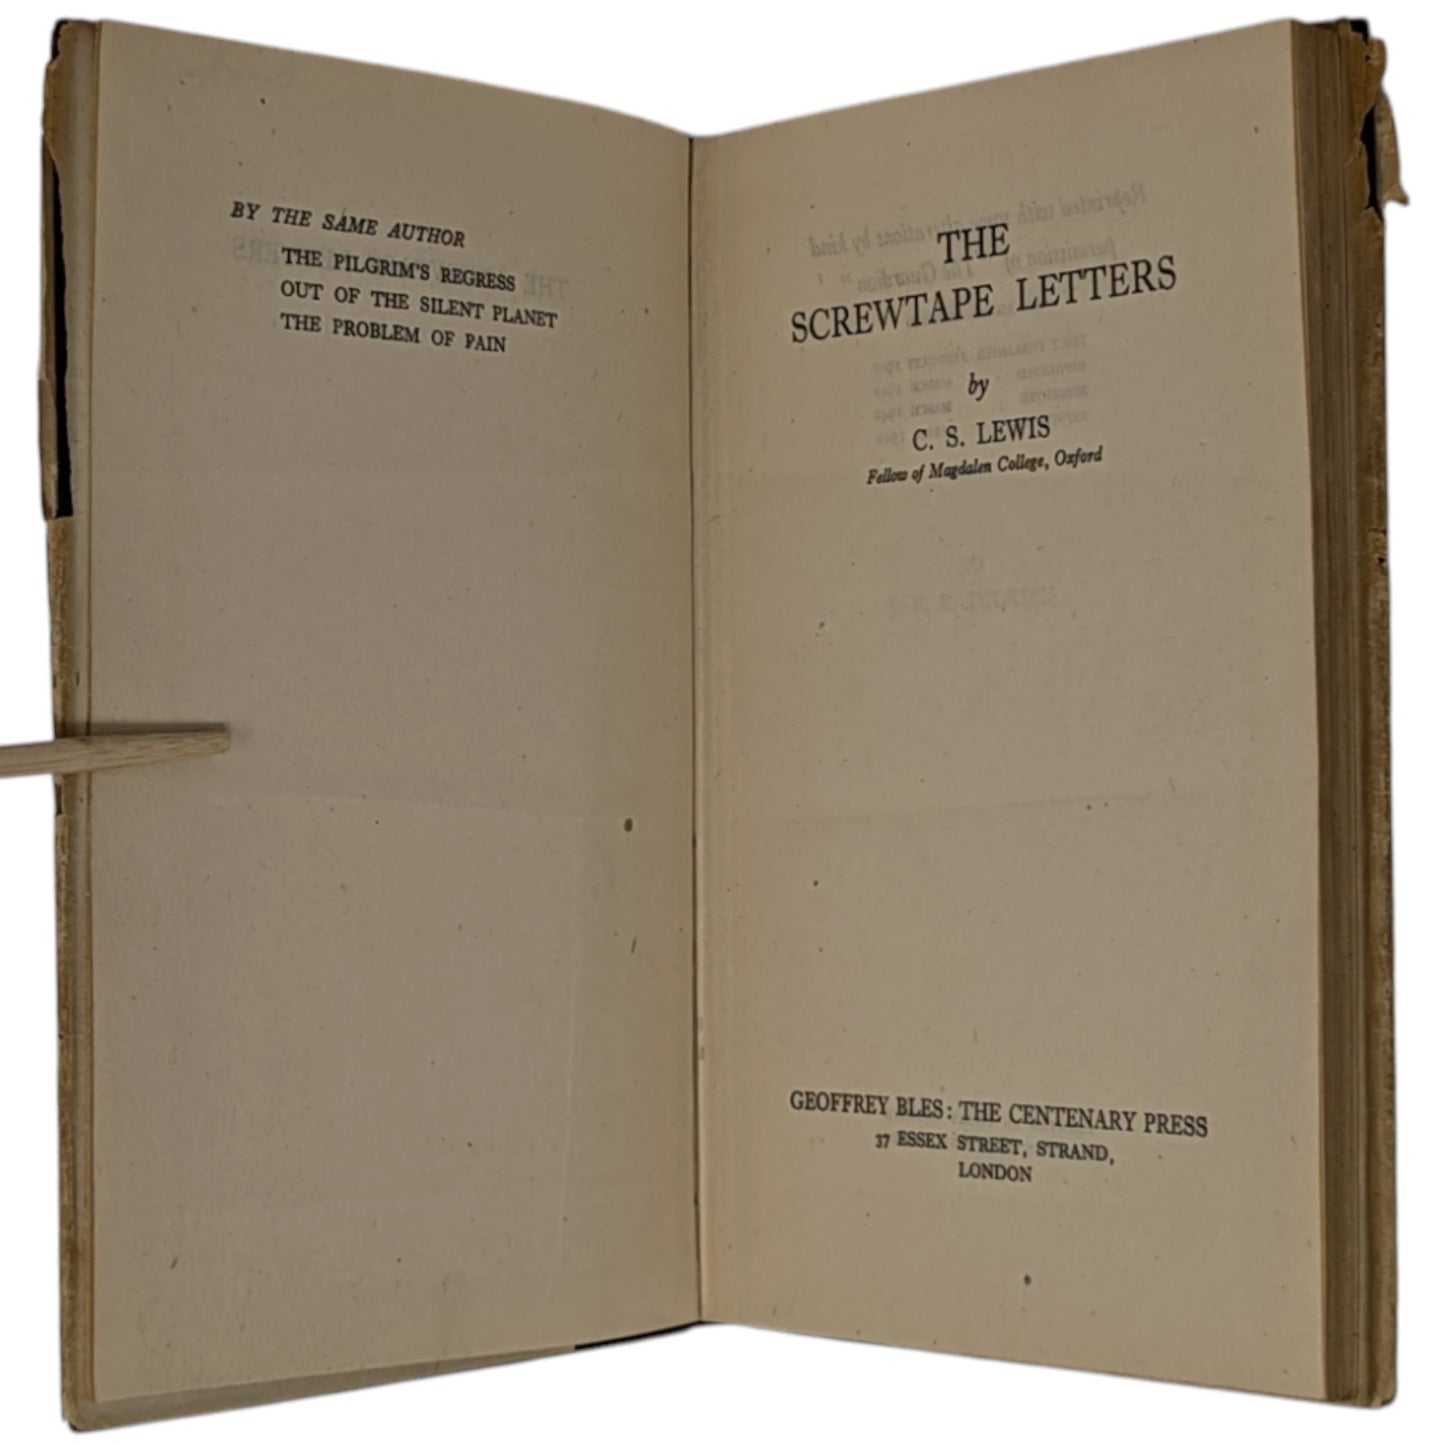 BY THE SAME AUTHOR
THE PILGRIM'S REGRESS
OUT OF THE SILENT PLANET
THE PROBLEM OF PAIN
THE
SCREWTAPE LETTERS
by
C. S. LEWIS
Fellow of Magdalen College, Oxford
GEOFFREY BLES: THE CENTENARY PRESS
37 ESSEX STREET, STRAND,
LONDON